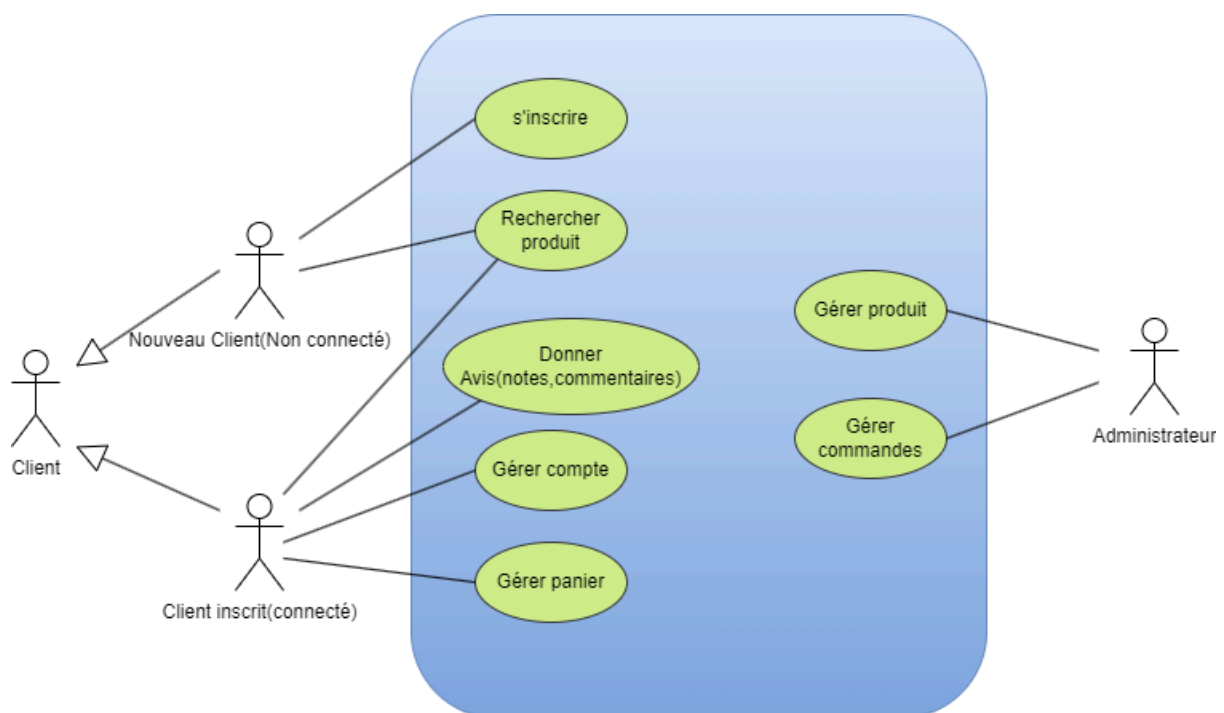 s'inscrire
Rechercher
produit
Nouveau Client(Non connecté)
Gérer produit
Donner
Avis(notes,commentaires)
Gérer
commandes
Administrateur
Client
Gérer compte
Gérer panier
Client inscrit(connecté)